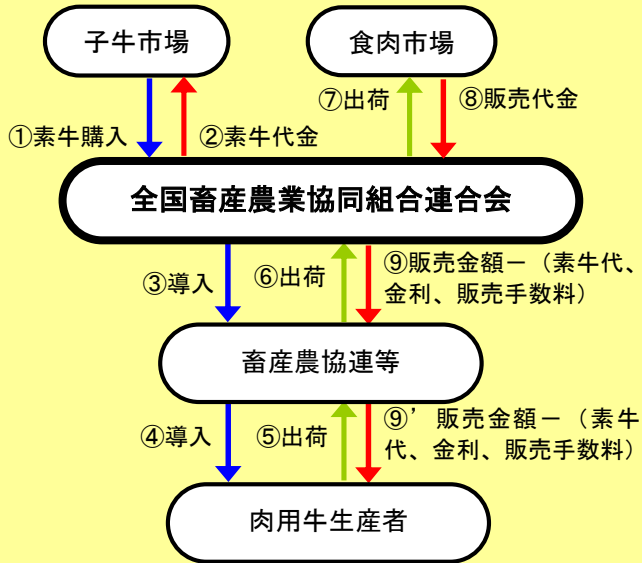 子牛市場
食肉市場
①素牛購入
②素牛代金
⑦出荷
⑧販売代金
全国畜産農業協同組合連合会
③導入
⑥出荷
⑨販売金額－（素牛代、
金利、販売手数料）
畜産農協連等
④導入
⑤出荷
⑨’販売金額－（素牛
代、金利、販売手数料）
肉用牛生産者